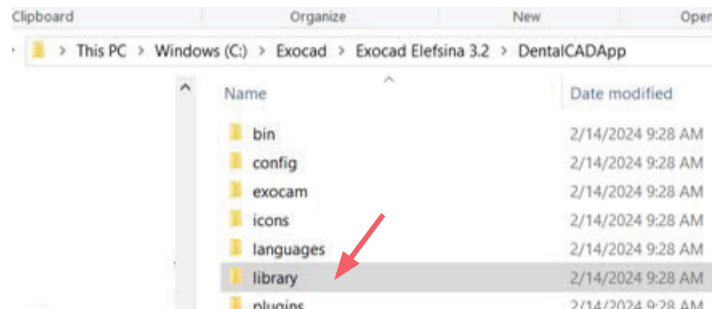 Clipboard Organize New Open
> This PC > Windows (C:) > Exocad > Exocad Elefsina 3.2 > DentalCADApp
Name Date modified
bin 2/14/2024 9:28 AM
config 2/14/2024 9:28 AM
exocam 2/14/2024 9:28 AM
icons 2/14/2024 9:28 AM
languages 2/14/2024 9:28 AM
library 2/14/2024 9:28 AM
plugins 2/14/2024 9:28 AM